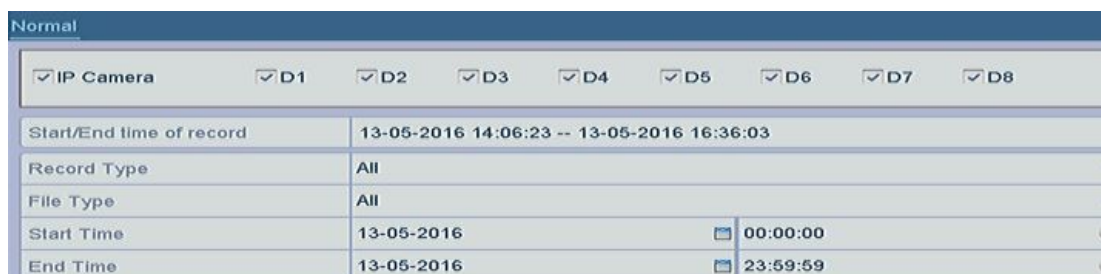 Normal
IP Camera D1 D2 D3 D4 D5 D6 D7 D8
Start/End time of record 13-05-2016 14:06:23 -- 13-05-2016 16:36:03
Record Type All
File Type All
Start Time 13-05-2016 00:00:00
End Time 13-05-2016 23:59:59